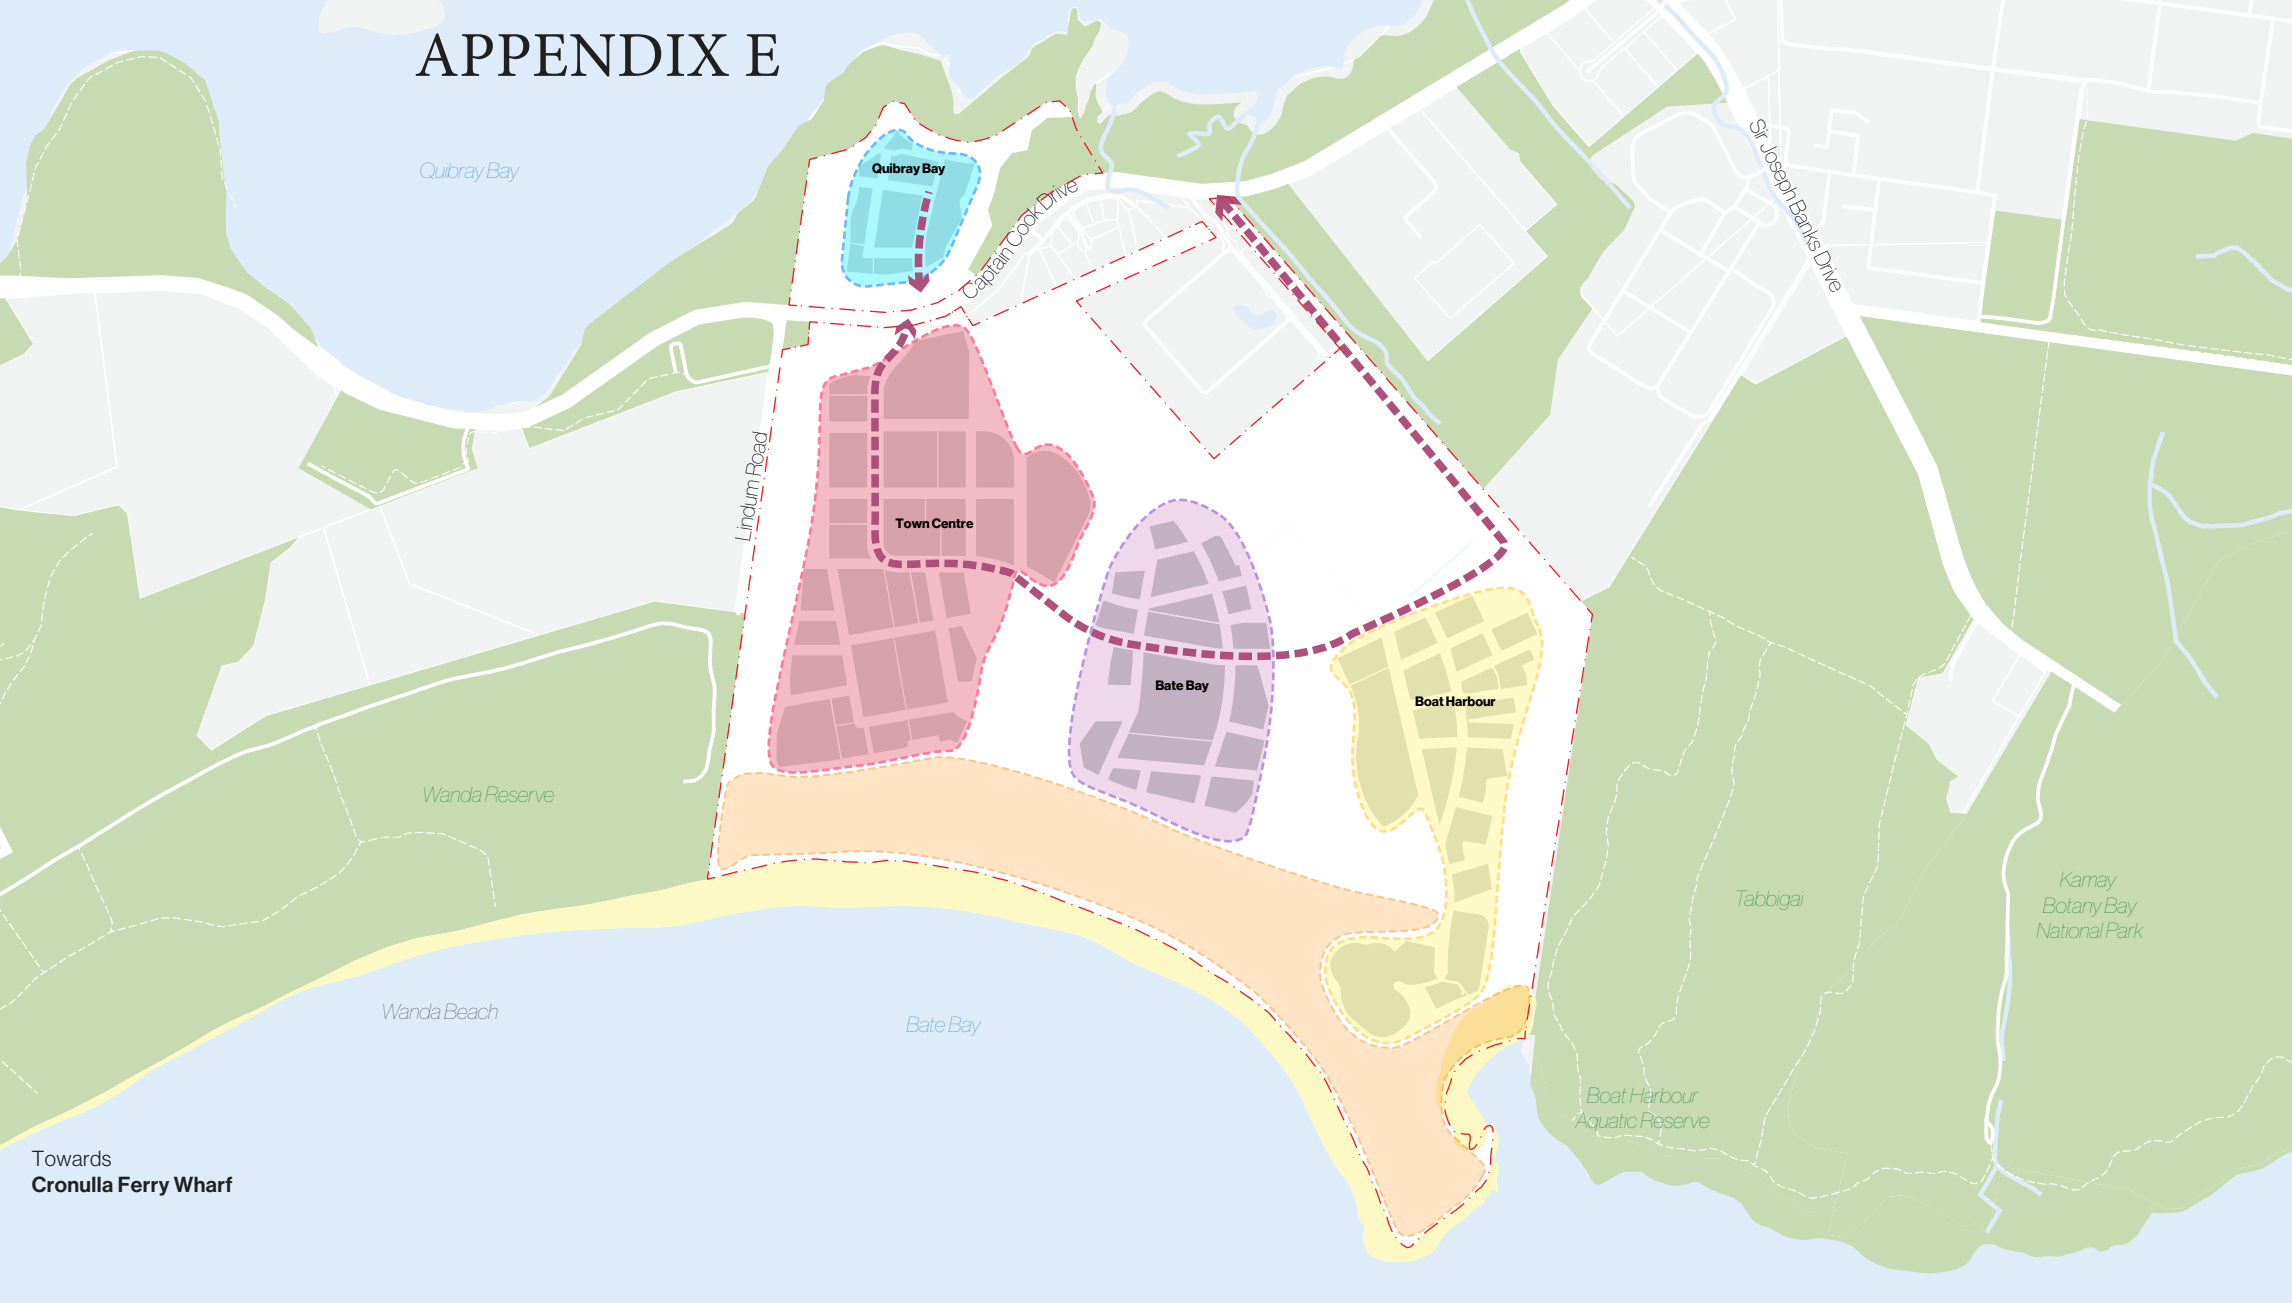 APPENDIX E
Quibray Bay
Quibray Bay
Captain Cook Drive
Sir Joseph Banks Drive
Lindum Road
Town Centre
Bate Bay
Boat Harbour
Wanda Reserve
Tabbigai
Kamay
Botany Bay
National Park
Wanda Beach
Bate Bay
Boat Harbour
Aquatic Reserve
Towards
Cronulla Ferry Wharf